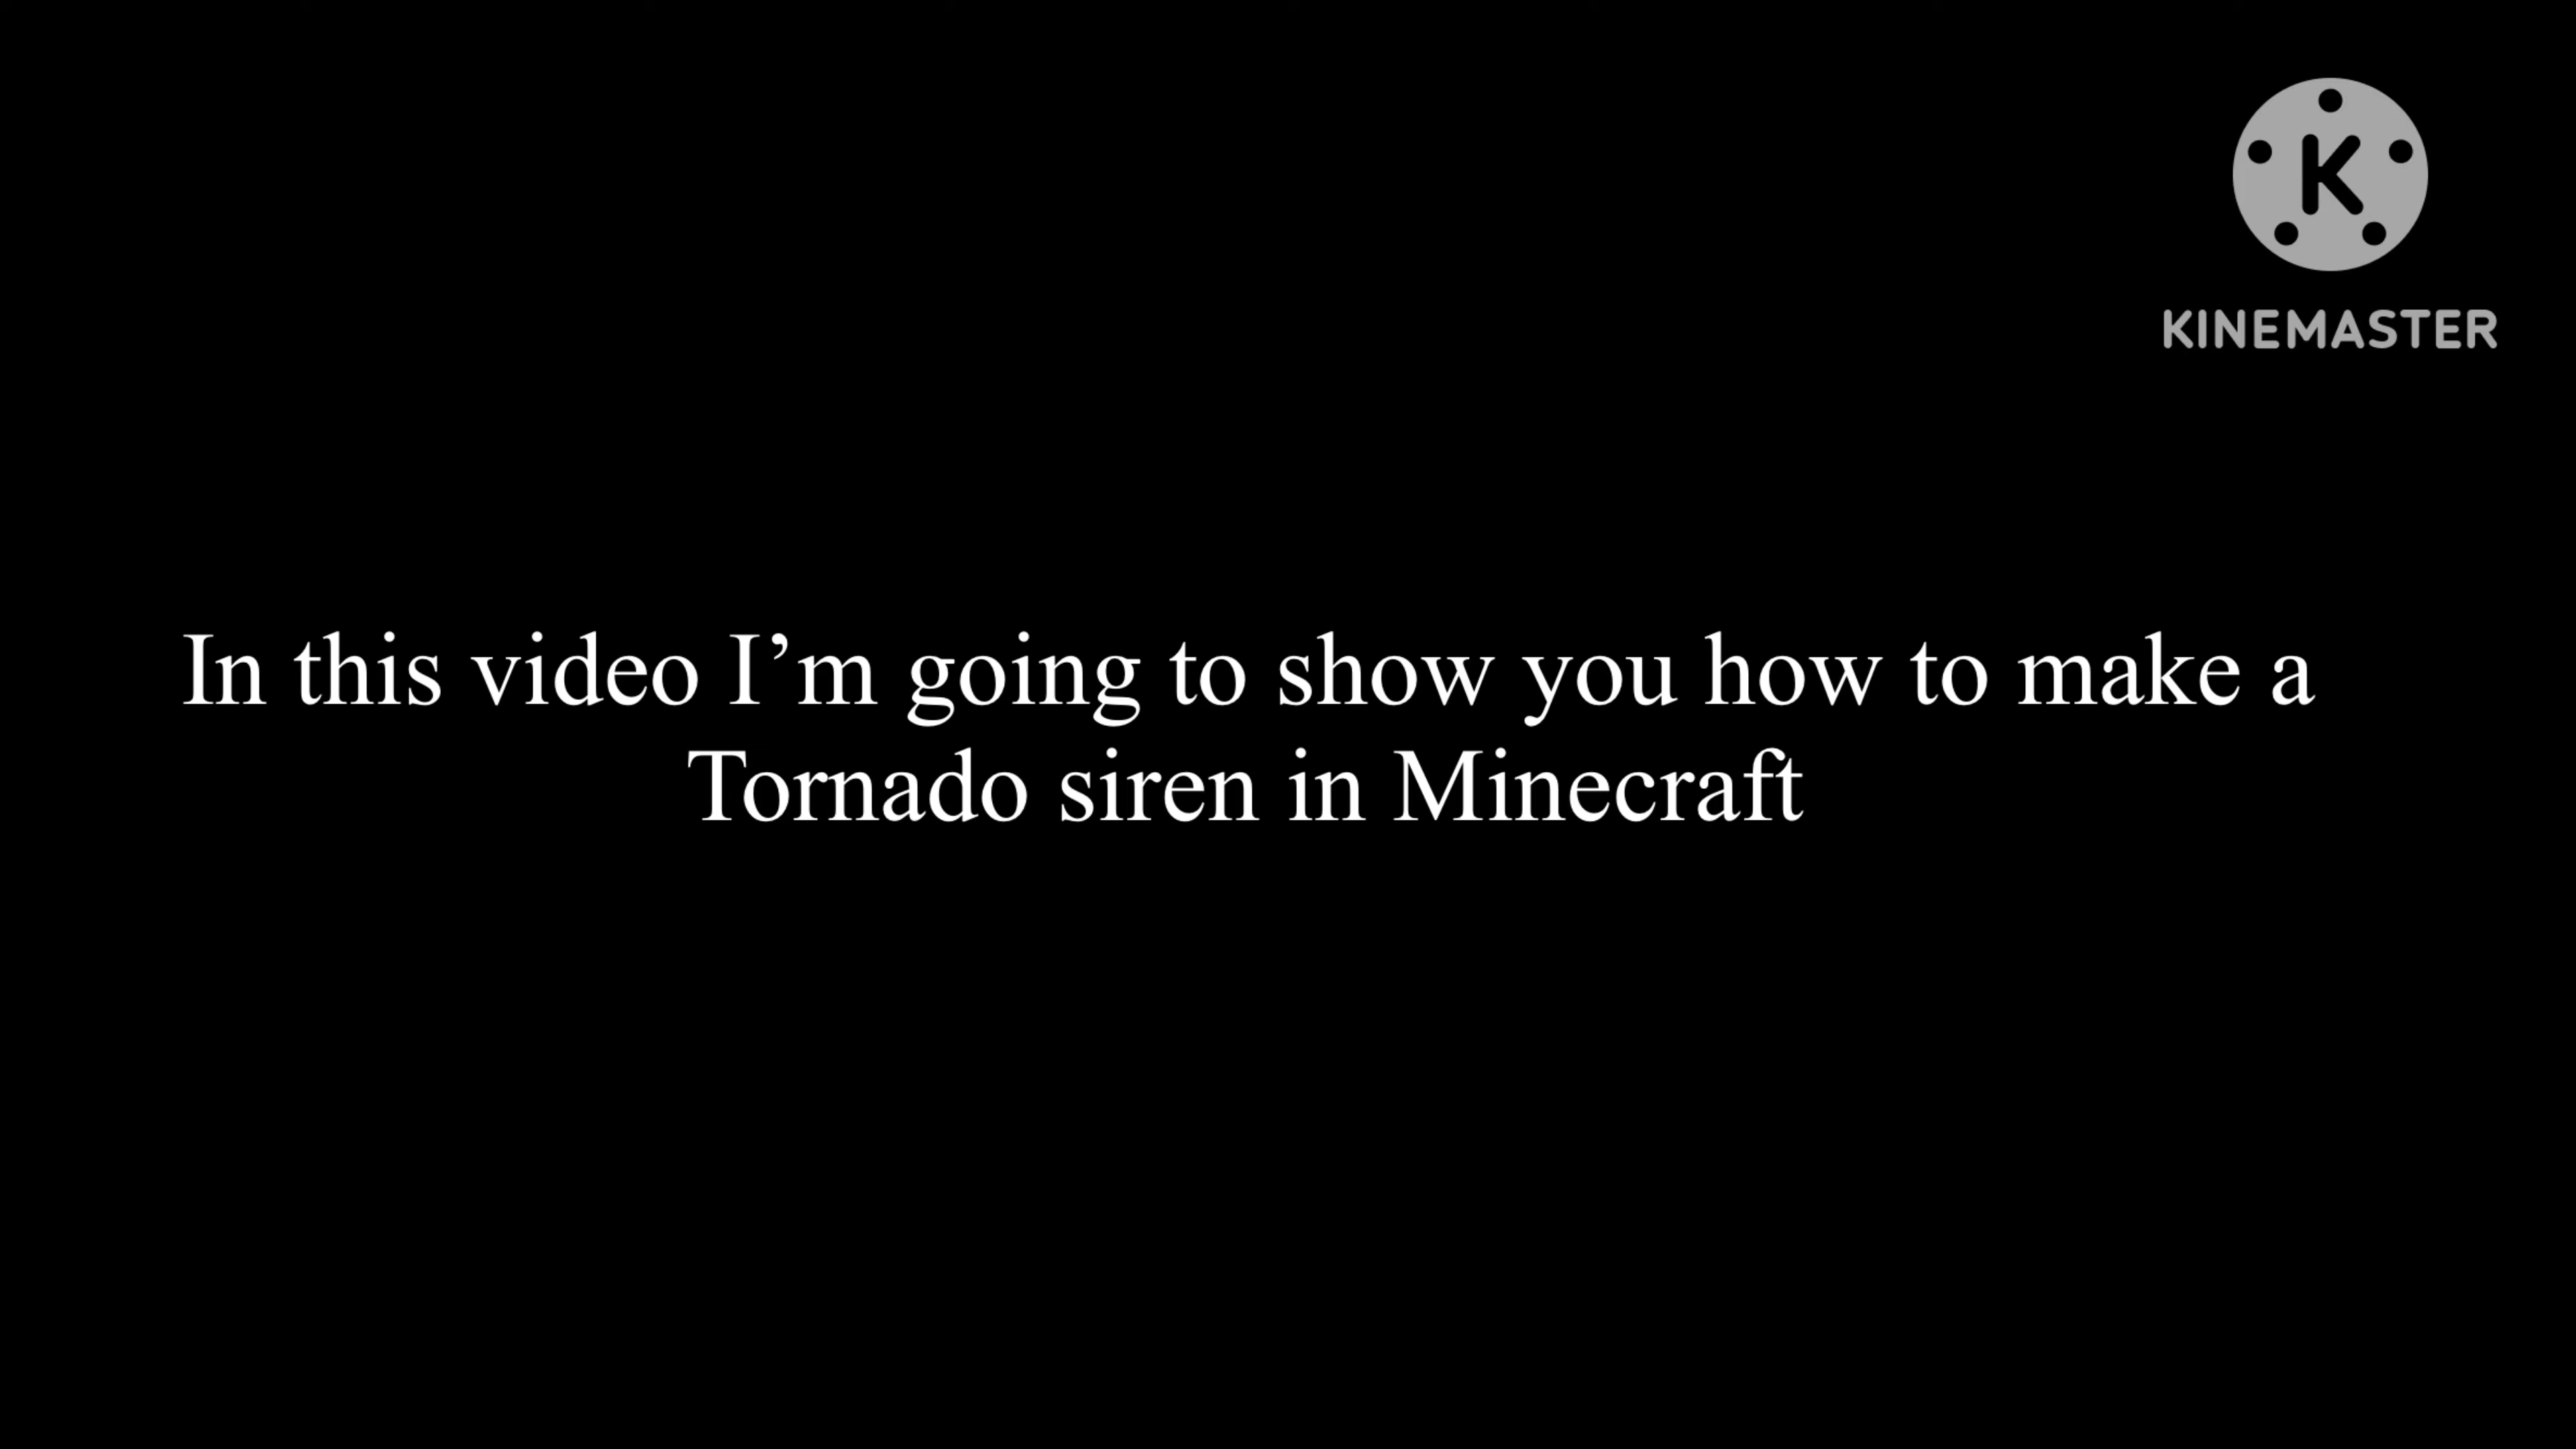 K
KINEMASTER
In this video I’m going to show you how to make a
Tornado siren in Minecraft